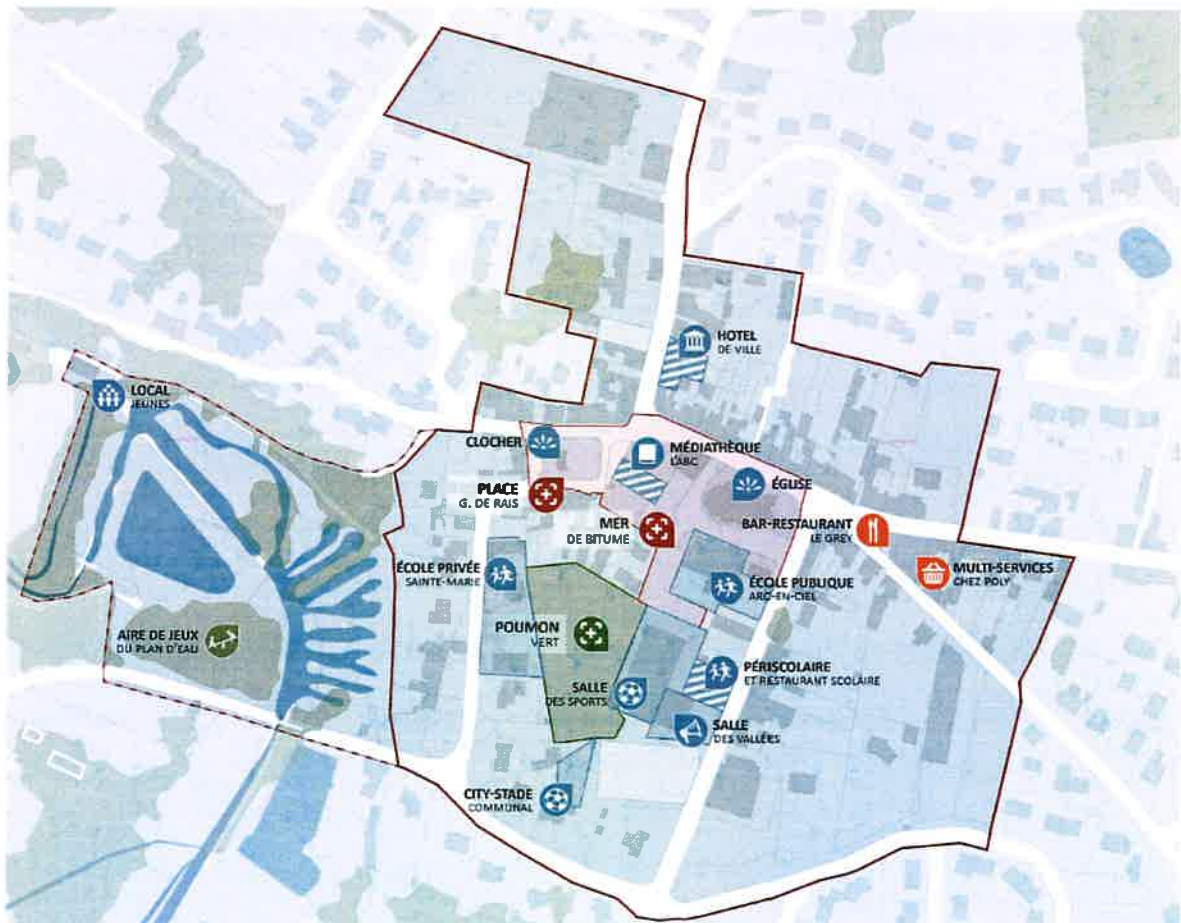 HOTEL
DE VILLE
LOCAL
JEUNES
CLOCHER
MÉDIATHÈQUE
L'ABC
ÉGLISE
PLACE
G. DE RAIS
MER
DE BITUME
BAR-RESTAURANT
LE GREY
MULTI-SERVICES
CHEZ POLY
ÉCOLE PRIVÉE
SAINTE-MARIE
ÉCOLE PUBLIQUE
ARC-EN-CIEL
AIRE DE JEUX
DU PLAN D'EAU
POUMON
VERT
PÉRISCOLAIRE
ET RESTAURANT SCOLAIRE
SALLE
DES SPORTS
SALLE
DES VALLÉES
CITY-STADE
COMMUNAL